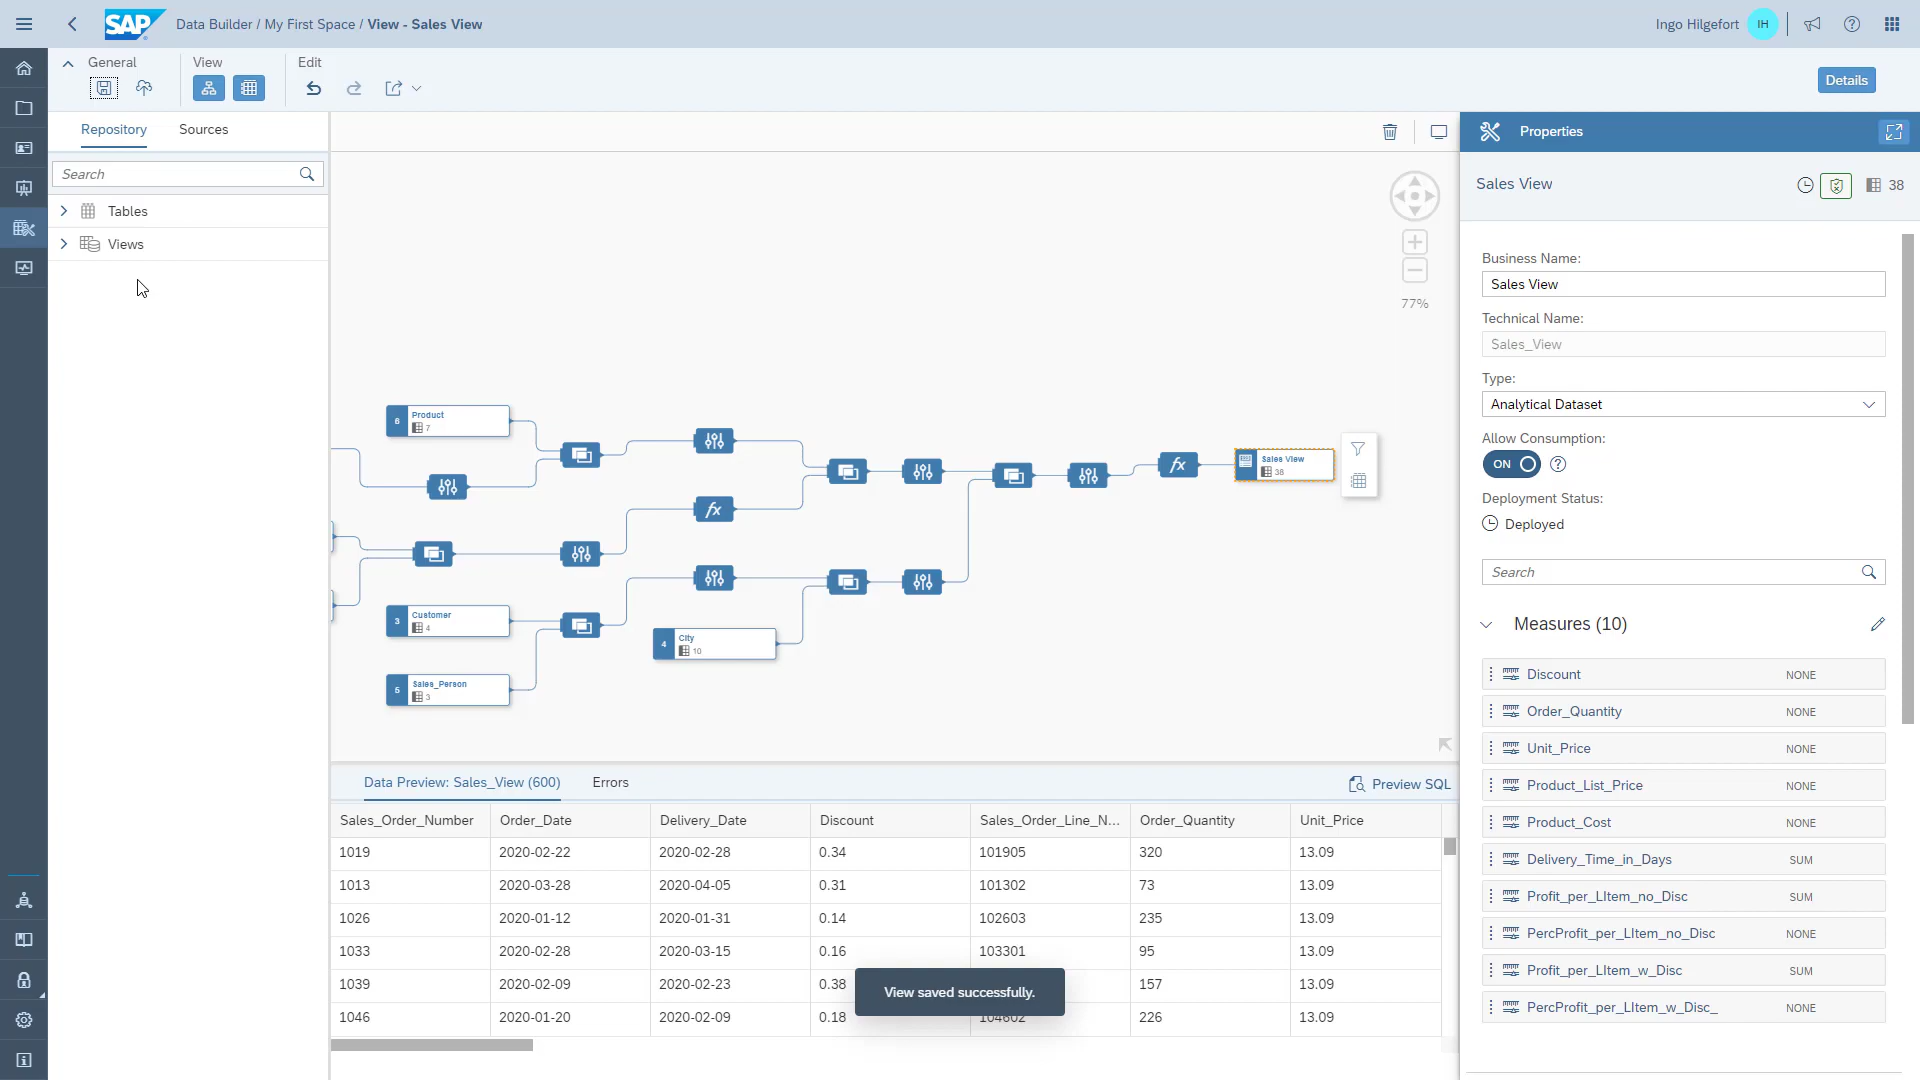 SAP
Data Builder / My First Space / View - Sales View
Ingo Hilgefort IH
General
View
Edit
Details
Repository
Sources
Search
Tables
Views
77%
6 Product
7
3 Customer
4
5 Sales_Person
3
4 City
10
fx
fx
Sales View
38
Properties
Sales View
38
Business Name:
Sales View
Technical Name:
Sales_View
Type:
Analytical Dataset
Allow Consumption:
ON
Deployment Status:
Deployed
Search
Measures (10)
Discount NONE
Order_Quantity NONE
Unit_Price NONE
Product_List_Price NONE
Product_Cost NONE
Delivery_Time_in_Days SUM
Profit_per_LItem_no_Disc SUM
PercProfit_per_LItem_no_Disc NONE
Profit_per_LItem_w_Disc SUM
PercProfit_per_LItem_w_Disc_ NONE
Data Preview: Sales_View (600)
Errors
Preview SQL
Sales_Order_Number Order_Date Delivery_Date Discount Sales_Order_Line_N... Order_Quantity Unit_Price
1019 2020-02-22 2020-02-28 0.34 101905 320 13.09
1013 2020-03-28 2020-04-05 0.31 101302 73 13.09
1026 2020-01-12 2020-01-31 0.14 102603 235 13.09
1033 2020-02-28 2020-03-15 0.16 103301 95 13.09
1039 2020-02-09 2020-02-23 0.38 157 13.09
1046 2020-01-20 2020-02-09 0.18 104602 226 13.09
View saved successfully.